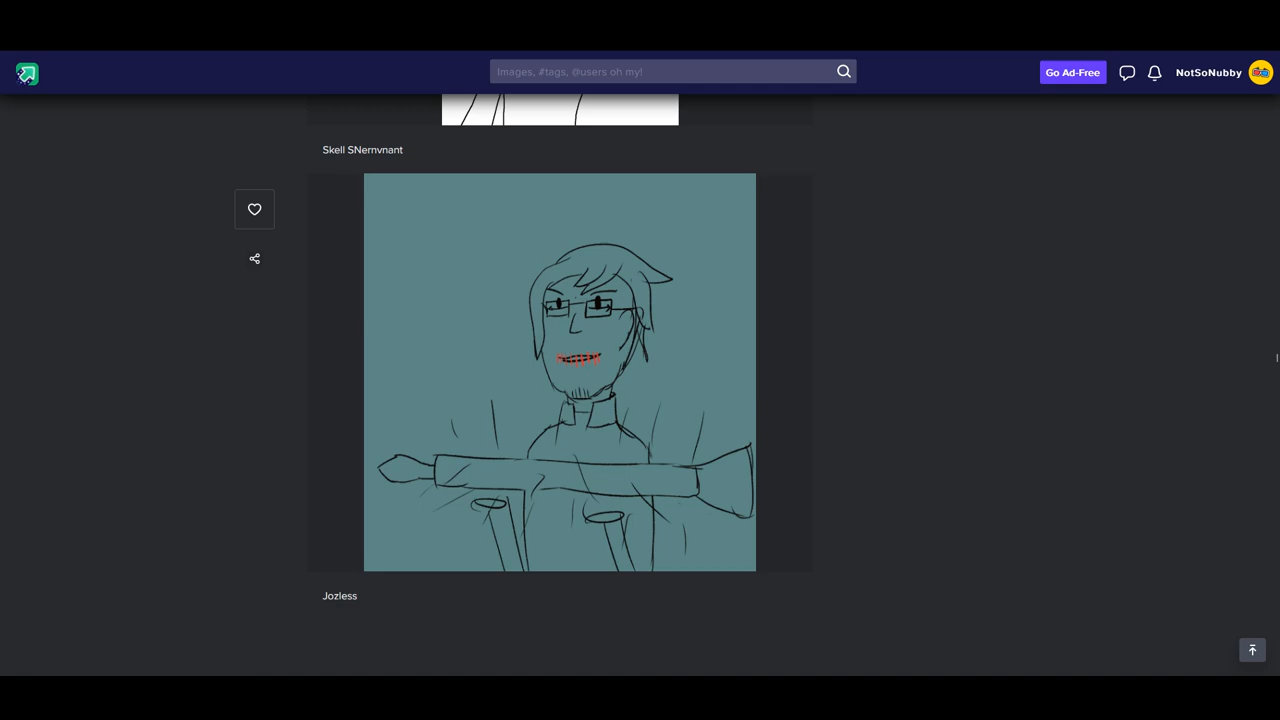 Images, #tags, @users oh my!
Go Ad-Free
NotSoNubby
Skell SNernvnant
Jozless